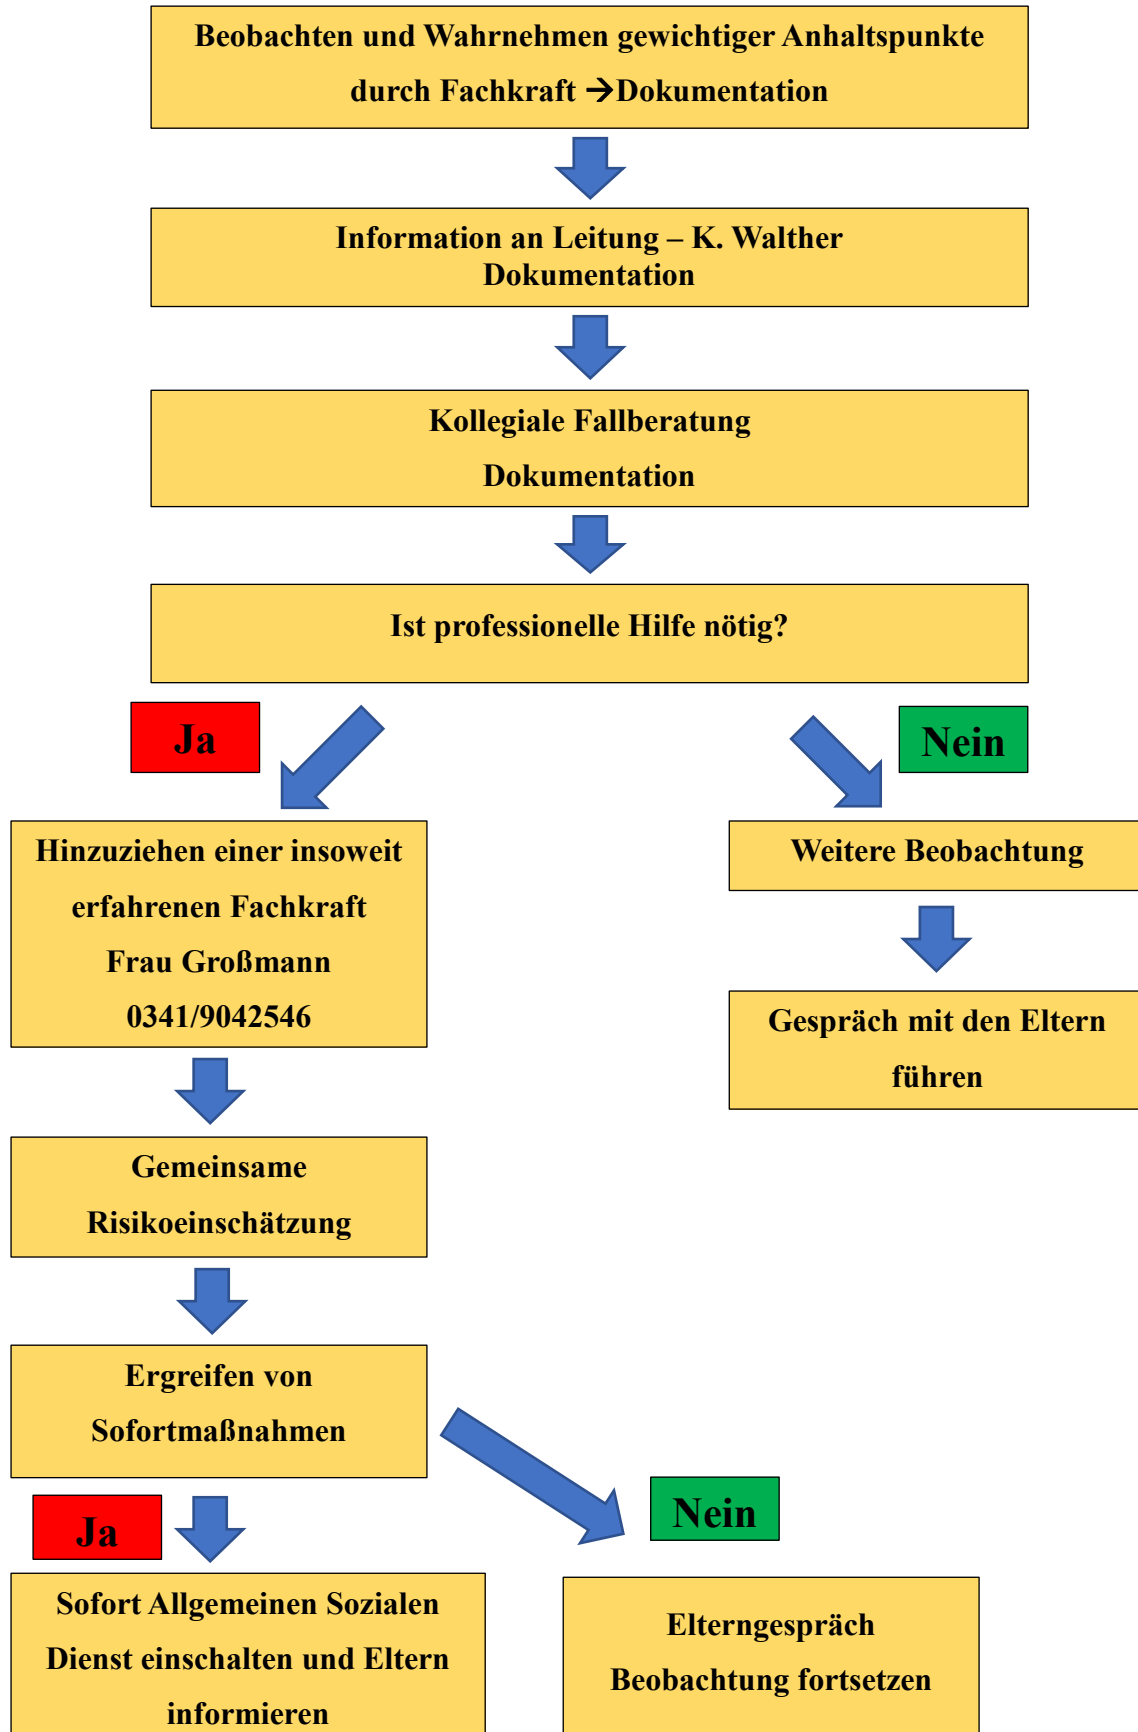 Beobachten und Wahrnehmen gewichtiger Anhaltspunkte
durch Fachkraft →Dokumentation
Information an Leitung – K. Walther
Dokumentation
Kollegiale Fallberatung
Dokumentation
Ist professionelle Hilfe nötig?
Ja
Nein
Hinzuziehen einer insoweit
erfahrenen Fachkraft
Frau Großmann
0341/9042546
Weitere Beobachtung
Gespräch mit den Eltern
führen
Gemeinsame
Risikoeinschätzung
Ergreifen von
Sofortmaßnahmen
Ja
Nein
Sofort Allgemeinen Sozialen
Dienst einschalten und Eltern
informieren
Elterngespräch
Beobachtung fortsetzen